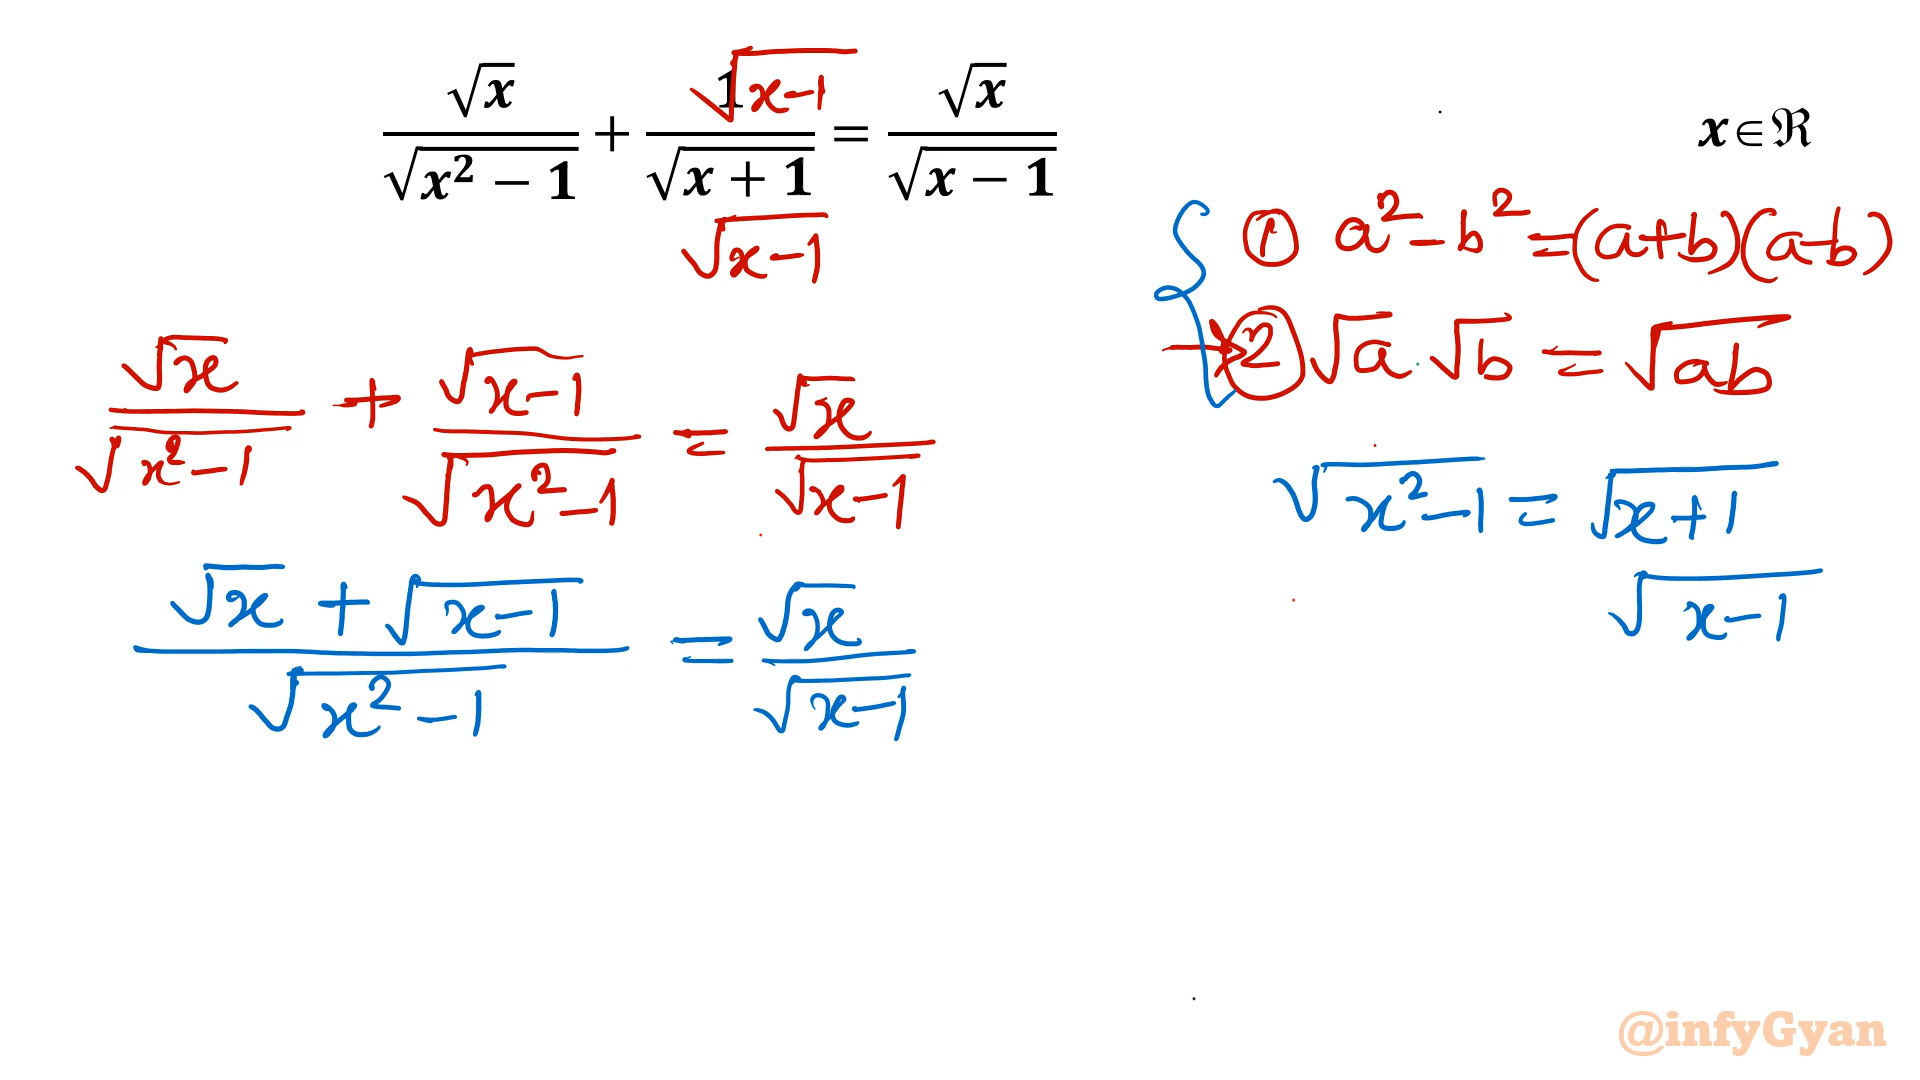 √x/√(x² − 1) + 1/√(x + 1) = √x/√(x − 1)    x ∈ ℜ
√(x-1)
√(x-1)
① a² - b² = (a+b)(a-b)
② √a · √b = √(ab)
√x/√(x²-1) + √(x-1)/√(x²-1) = √x/√(x-1)
√(x²-1) = √(x+1)
√(x-1)
(√x + √(x-1))/√(x²-1) = √x/√(x-1)
@infyGyan